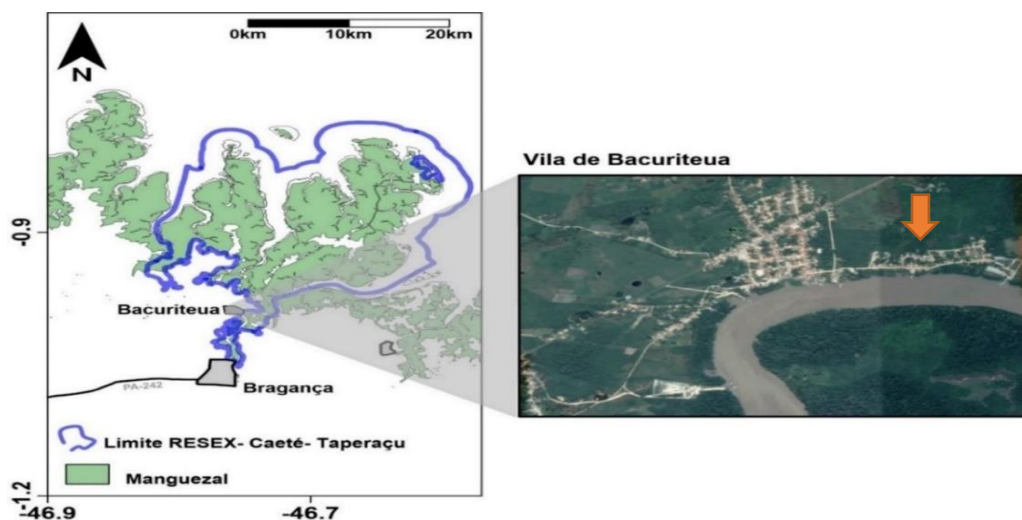 0km 10km 20km
N
Vila de Bacuriteua
-0.9
Bacuriteua
PA-242
Bragança
Limite RESEX- Caeté- Taperaçu
Manguezal
-1.2
-46.9 -46.7